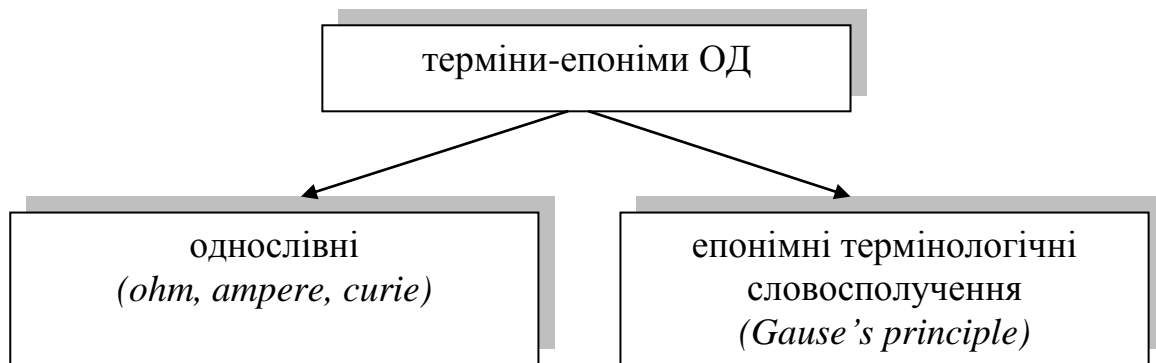 терміни-епоніми ОД
однослівні
(ohm, ampere, curie)
епонімні термінологічні
словосполучення
(Gause’s principle)